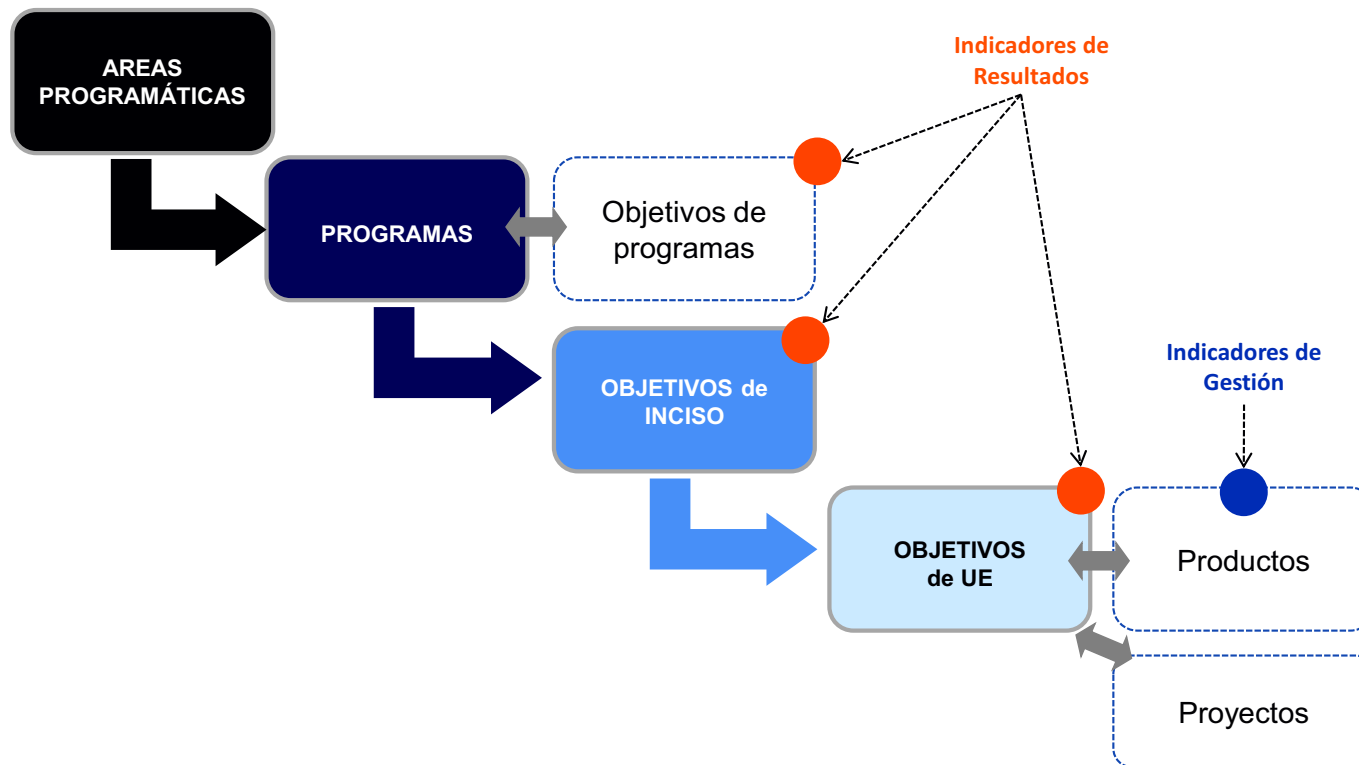 AREAS
PROGRAMÁTICAS
Indicadores de
Resultados
PROGRAMAS
Objetivos de
programas
OBJETIVOS de
INCISO
Indicadores de
Gestión
OBJETIVOS
de UE
Productos
Proyectos